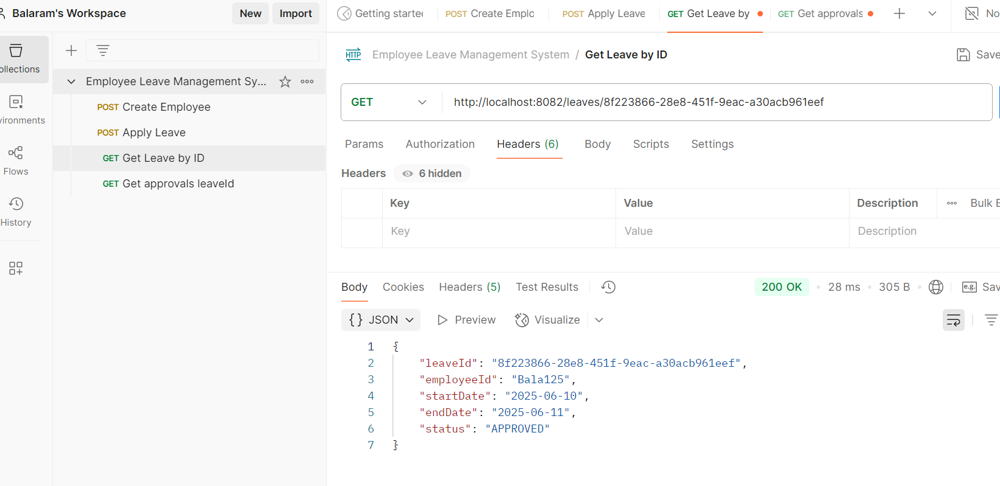 Balaram's Workspace
New
Import
Getting started
POST Create Emplo
POST Apply Leave
GET Get Leave by
GET Get approvals
No
ollections
Employee Leave Management Sy...
POST Create Employee
POST Apply Leave
GET Get Leave by ID
GET Get approvals leaveId
vironments
Flows
History
HTTP
Employee Leave Management System / Get Leave by ID
Save
GET
http://localhost:8082/leaves/8f223866-28e8-451f-9eac-a30acb961eef
Params
Authorization
Headers (6)
Body
Scripts
Settings
Headers
6 hidden
Key
Value
Description
Bulk E
Key
Value
Description
Body
Cookies
Headers (5)
Test Results
200 OK
28 ms
305 B
e.g.
Sav
{} JSON
Preview
Visualize
1 {
2 "leaveId": "8f223866-28e8-451f-9eac-a30acb961eef",
3 "employeeId": "Bala125",
4 "startDate": "2025-06-10",
5 "endDate": "2025-06-11",
6 "status": "APPROVED"
7 }